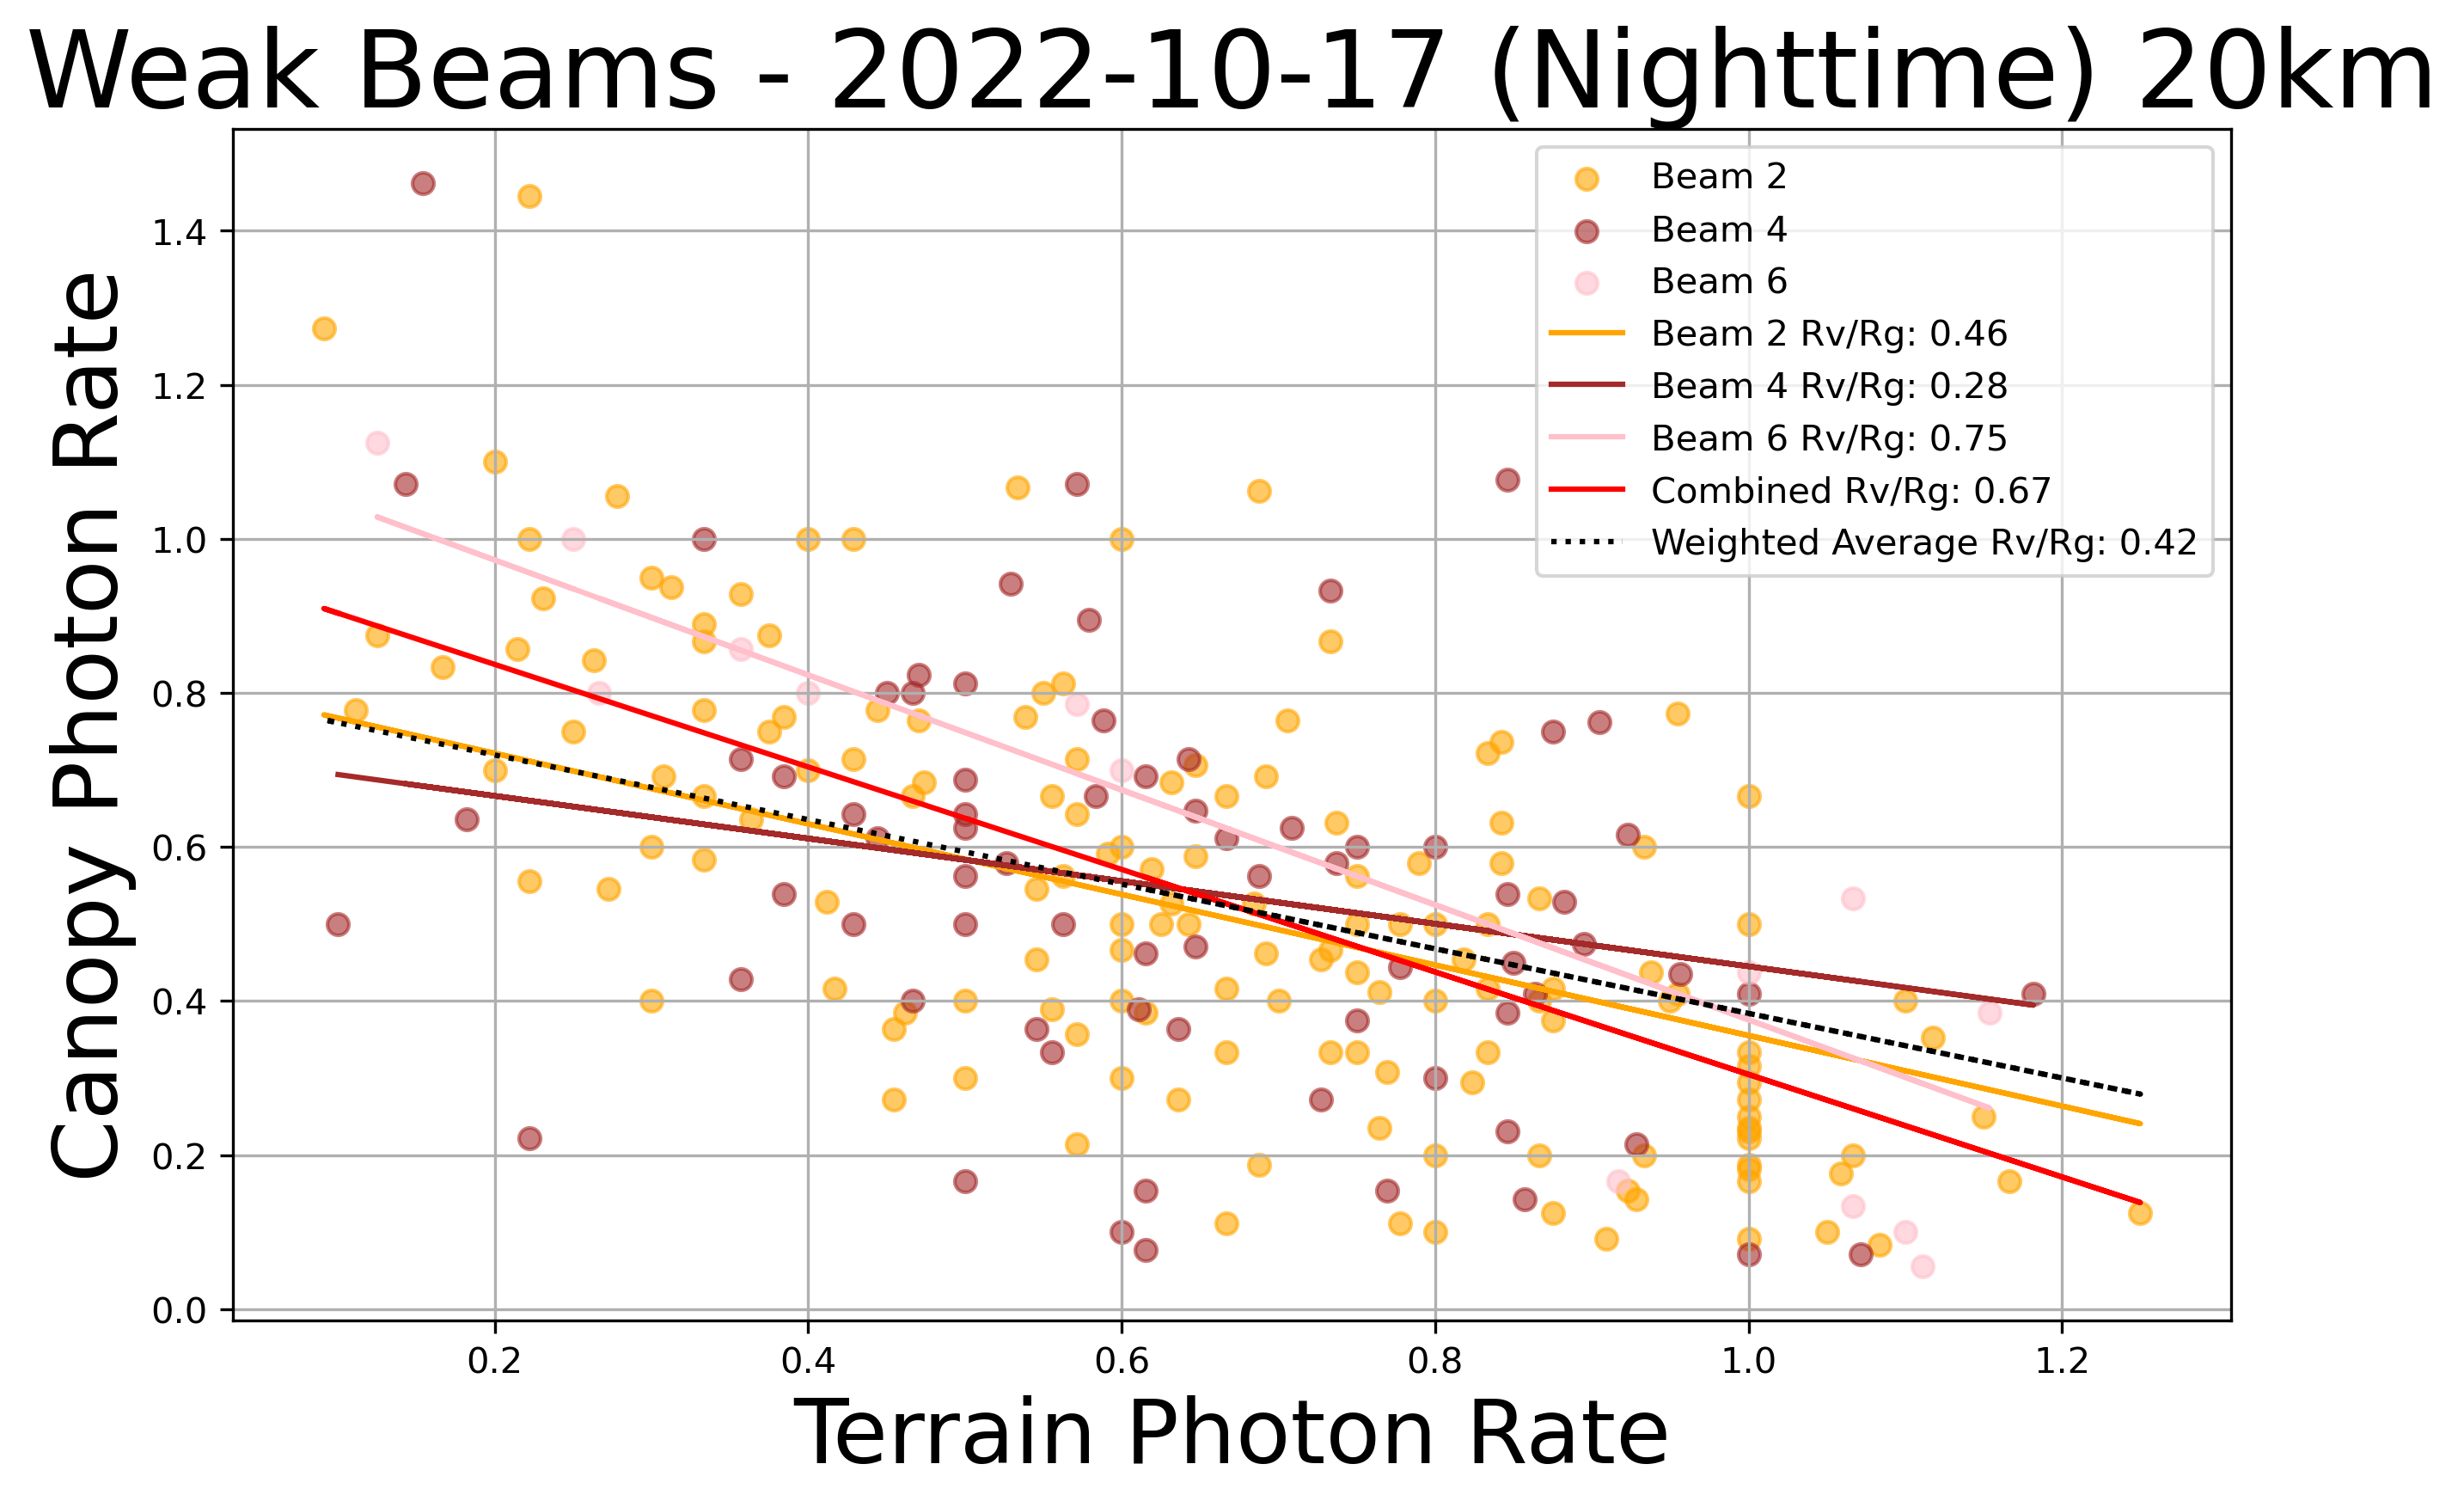 Weak Beams - 2022-10-17 (Nighttime) 20km
Canopy Photon Rate
1.4
1.2
1.0
0.8
0.6
0.4
0.2
0.0
Beam 2
Beam 4
Beam 6
Beam 2 Rv/Rg: 0.46
Beam 4 Rv/Rg: 0.28
Beam 6 Rv/Rg: 0.75
Combined Rv/Rg: 0.67
Weighted Average Rv/Rg: 0.42
0.2 0.4 0.6 0.8 1.0 1.2
Terrain Photon Rate